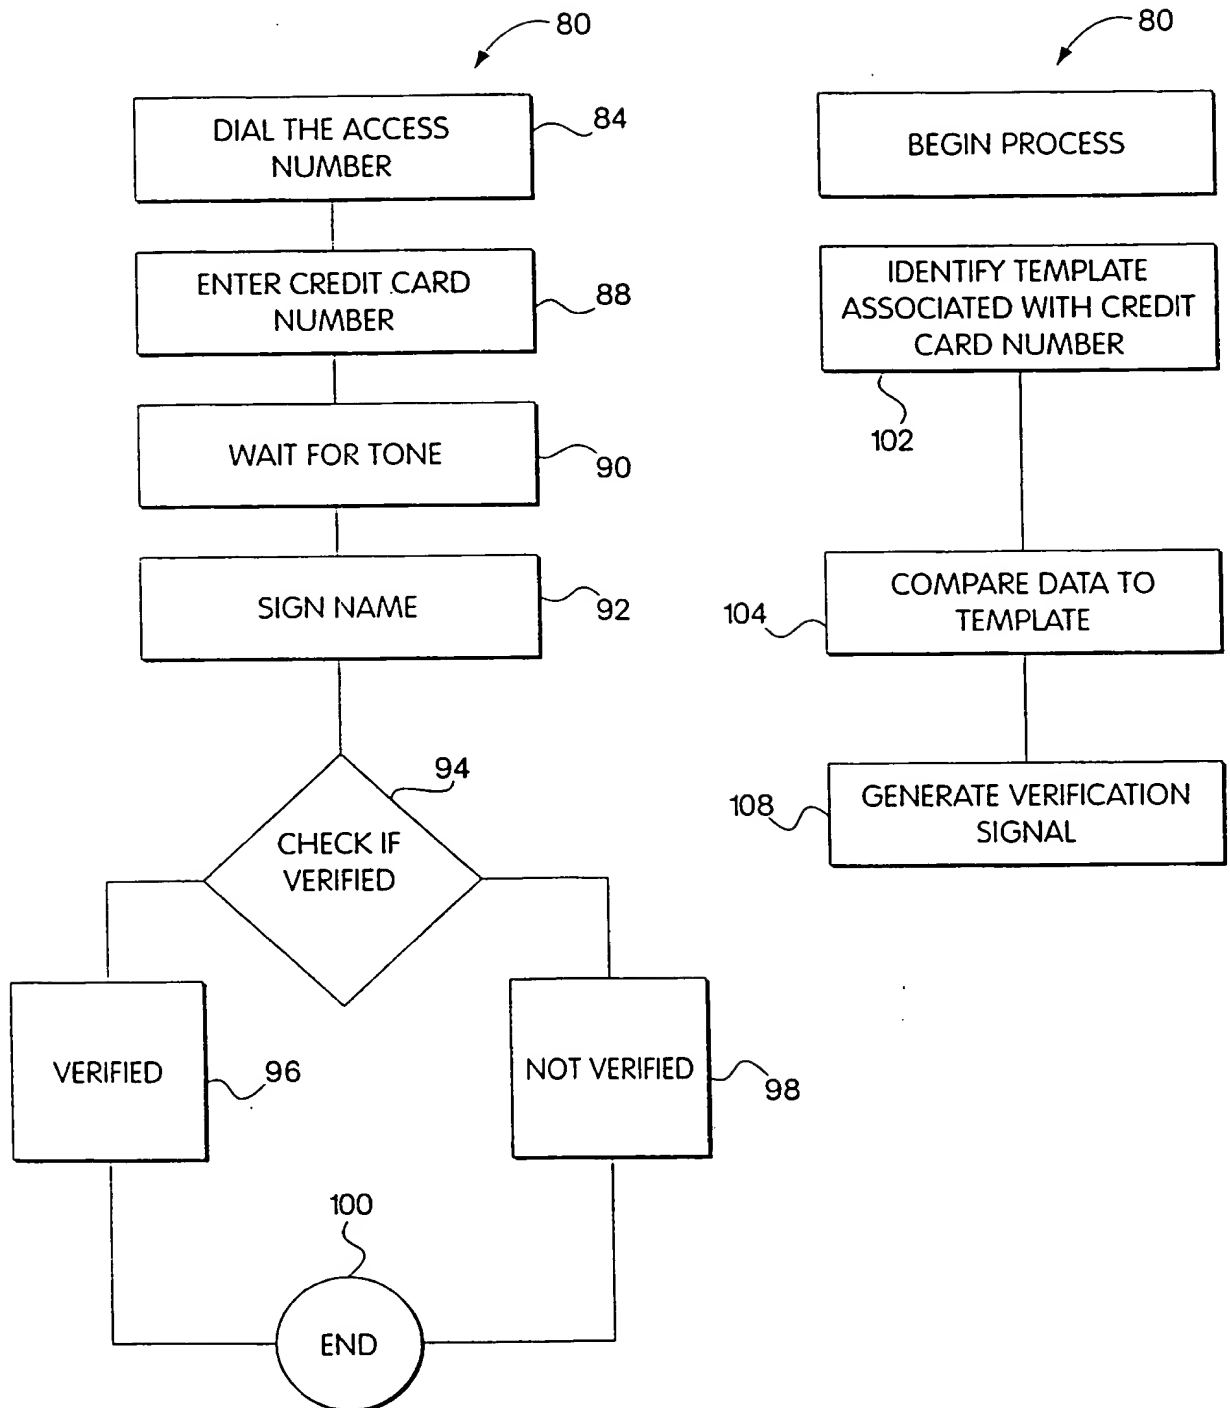 80
DIAL THE ACCESS
NUMBER
84
ENTER CREDIT CARD
NUMBER
88
WAIT FOR TONE
90
SIGN NAME
92
94
CHECK IF
VERIFIED
VERIFIED
96
NOT VERIFIED
98
100
END
80
BEGIN PROCESS
IDENTIFY TEMPLATE
ASSOCIATED WITH CREDIT
CARD NUMBER
102
COMPARE DATA TO
TEMPLATE
104
GENERATE VERIFICATION
SIGNAL
108